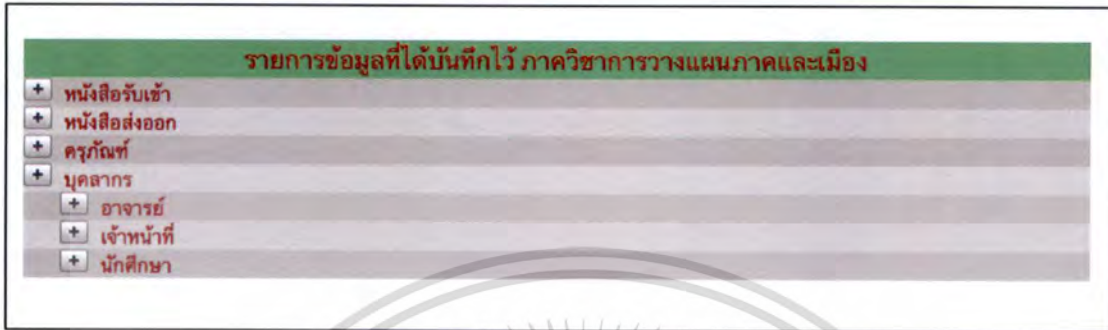 รายการข้อมูลที่ได้บันทึกไว้ ภาควิชาการวางแผนภาคและเมือง
+ หนังสือรับเข้า
+ หนังสือส่งออก
+ ครุภัณฑ์
+ บุคลากร
+ อาจารย์
+ เจ้าหน้าที่
+ นักศึกษา